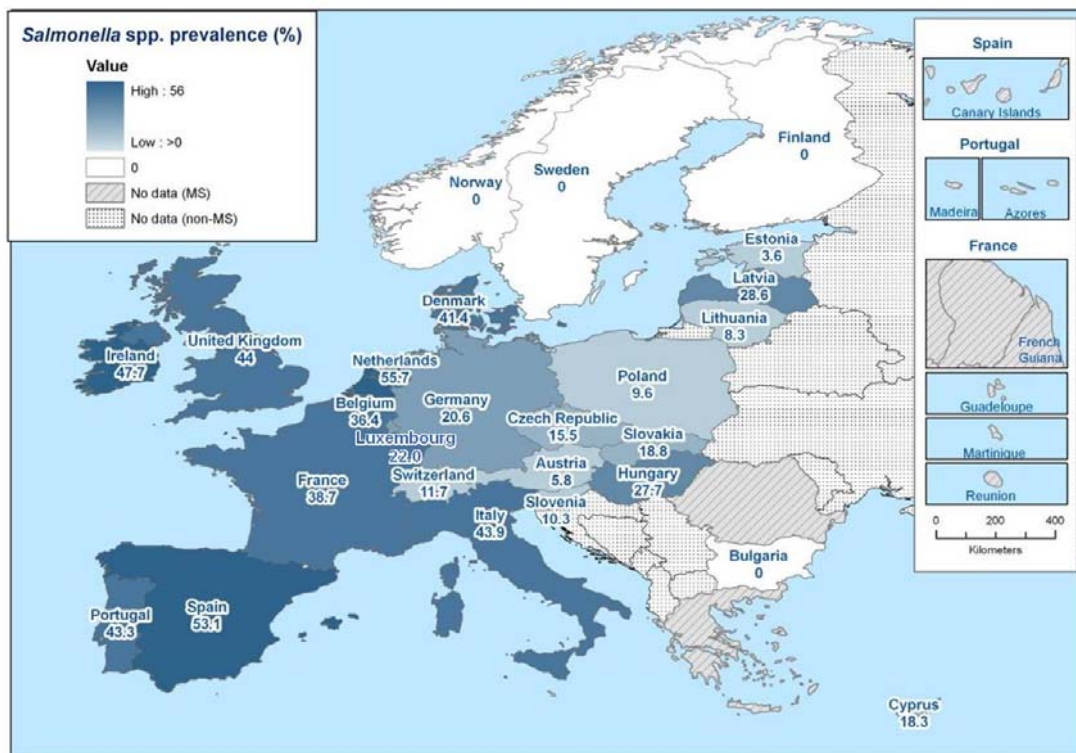 Salmonella spp. prevalence (%)
Value
High : 56
Low : >0
0
No data (MS)
No data (non-MS)
Norway
0
Sweden
0
Finland
0
Estonia
3.6
Latvia
28.6
Lithuania
8.3
Denmark
41.4
United Kingdom
44
Ireland
47.7
Netherlands
55.7
Belgium
36.4
Luxembourg
22.0
Germany
20.6
Poland
9.6
Czech Republic
15.5
Slovakia
18.8
Austria
5.8
Hungary
27.7
Switzerland
11.7
Slovenia
10.3
France
38.7
Italy
43.9
Portugal
43.3
Spain
53.1
Bulgaria
0
Cyprus
18.3
Spain
Canary Islands
Portugal
Madeira
Azores
France
French
Guiana
Guadeloupe
Martinique
Reunion
0 200 400
Kilometers